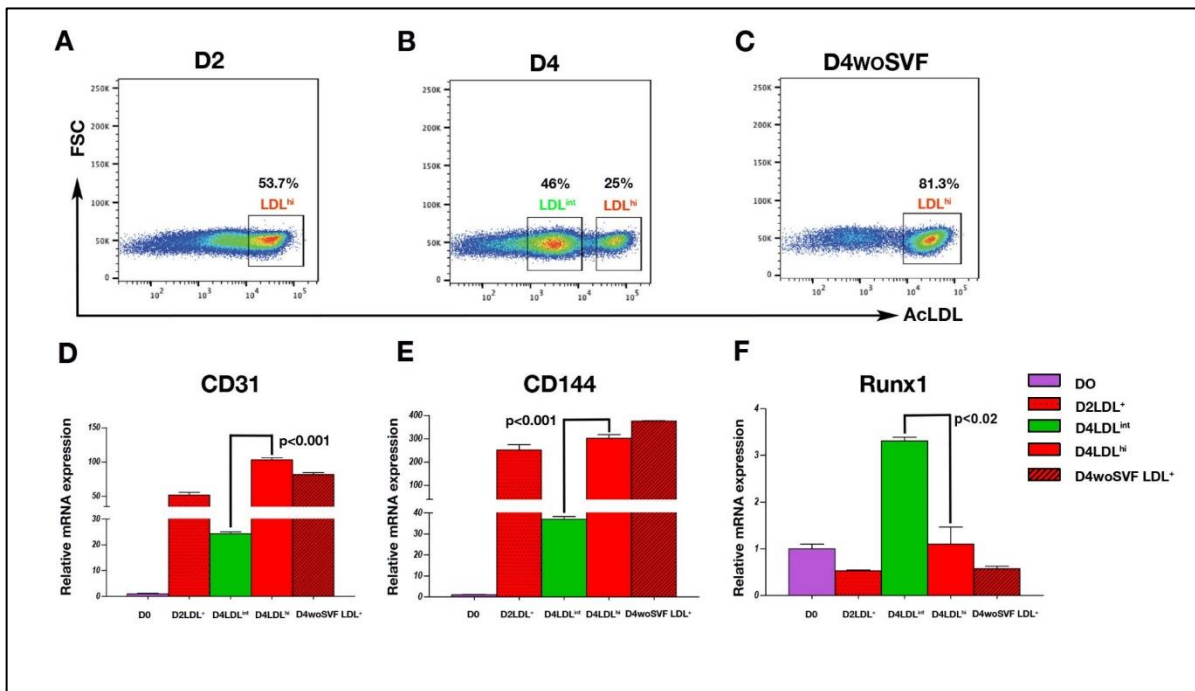 A
D2
B
D4
C
D4woSVF
FSC
250K
200K
150K
100K
50K
0
53.7%
LDLhi
10² 10³ 10⁴ 10⁵
250K
200K
150K
100K
50K
0
46%
LDLint
25%
LDLhi
10² 10³ 10⁴ 10⁵
250K
200K
150K
100K
50K
0
81.3%
LDLhi
10² 10³ 10⁴ 10⁵
AcLDL
D
CD31
Relative mRNA expression
150
100
50
30
20
10
0
p<0.001
D0 D2LDL⁺ D4LDLint D4LDLhi D4woSVF LDL⁺
E
CD144
Relative mRNA expression
400
300
200
100
40
30
20
10
0
p<0.001
D0 D2LDL⁺ D4LDLint D4LDLhi D4woSVF LDL⁺
F
Runx1
Relative mRNA expression
4
3
2
1
0
p<0.02
D0 D2LDL⁺ D4LDLint D4LDLhi D4woSVF LDL⁺
DO
D2LDL⁺
D4LDLint
D4LDLhi
D4woSVF LDL⁺